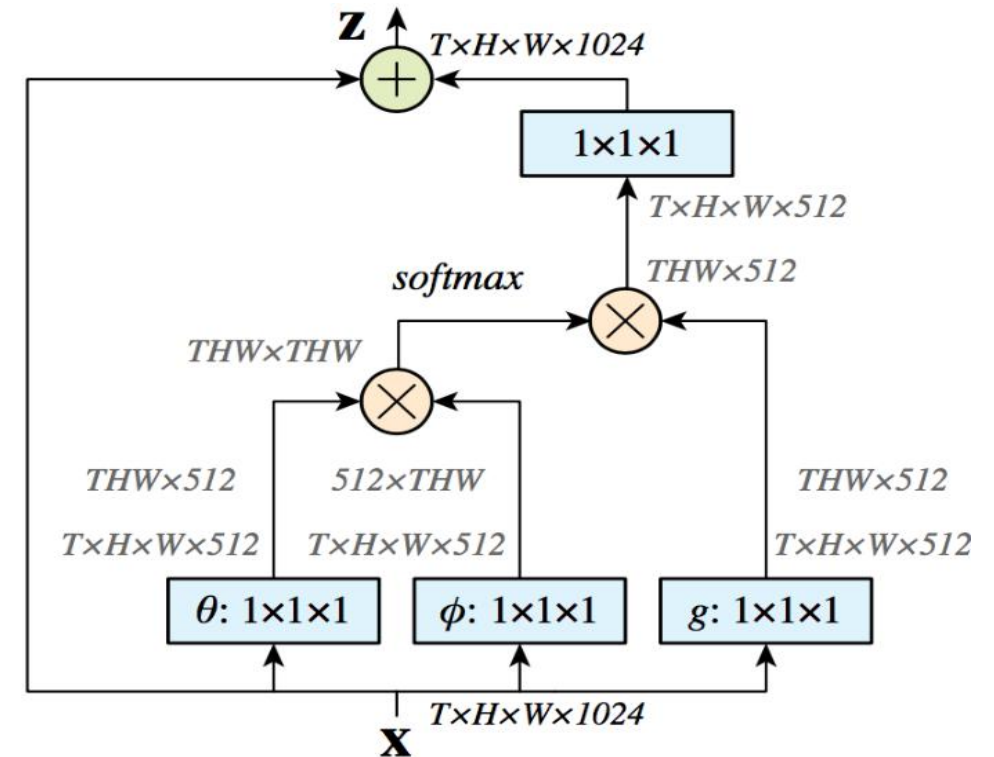 z
T×H×W×1024
+
1×1×1
T×H×W×512
THW×512
softmax
×
THW×THW
×
THW×512
512×THW
THW×512
T×H×W×512
T×H×W×512
T×H×W×512
θ: 1×1×1
ϕ: 1×1×1
g: 1×1×1
T×H×W×1024
x